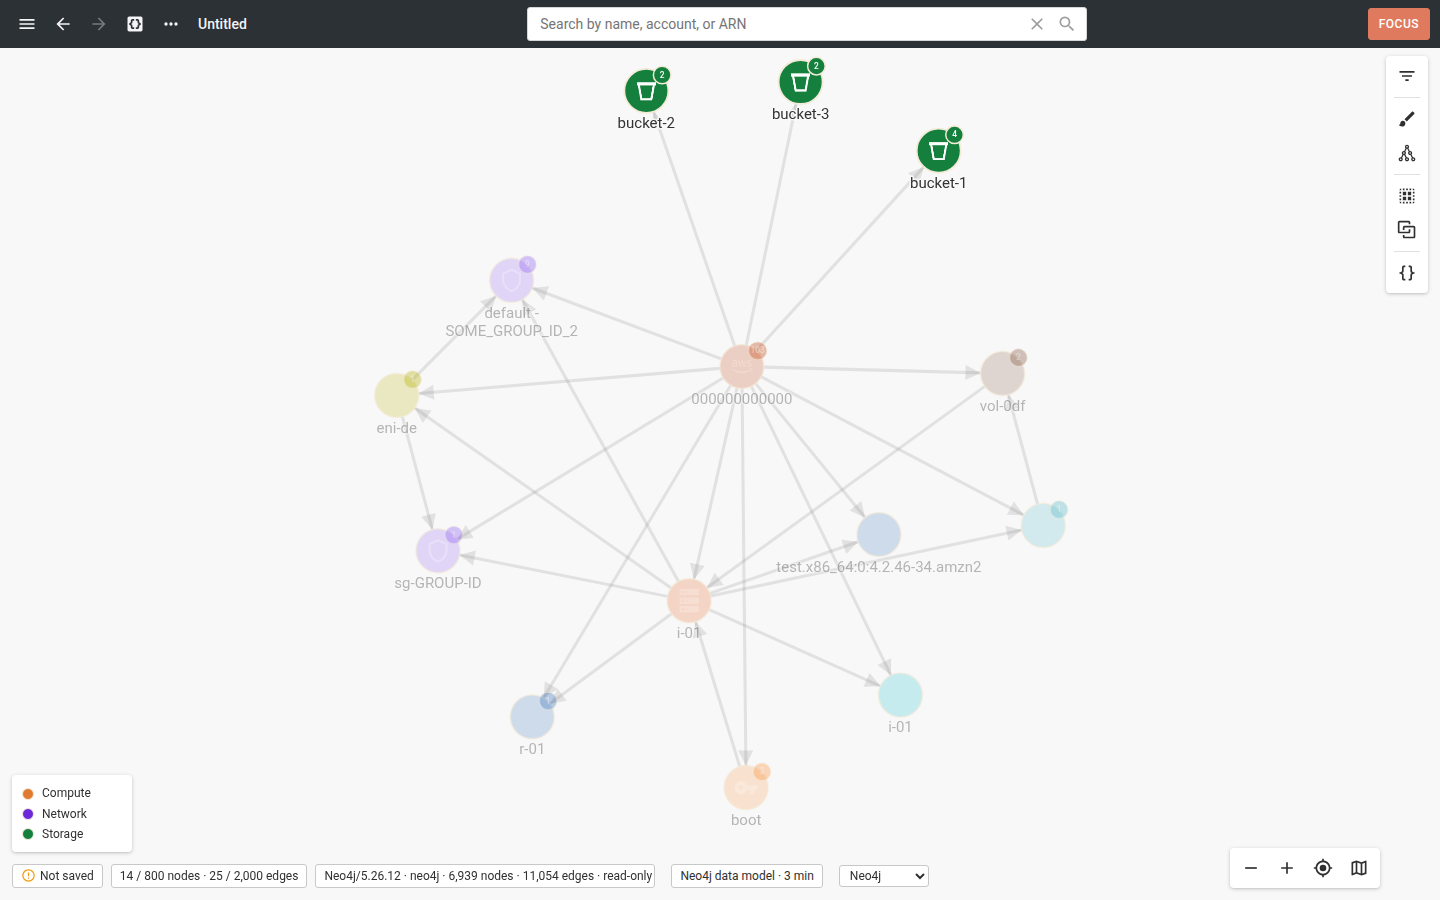 Untitled
Search by name, account, or ARN
FOCUS
2
bucket-2
2
bucket-3
4
bucket-1
default -
SOME_GROUP_ID_2
aws
000000000000
vol-0df
eni-de
sg-GROUP-ID
test.x86_64:0:4.2.46-34.amzn2
i-01
i-01
r-01
boot
Compute
Network
Storage
Not saved
14 / 800 nodes · 25 / 2,000 edges
Neo4j/5.26.12 · neo4j · 6,939 nodes · 11,054 edges · read-only
Neo4j data model · 3 min
Neo4j